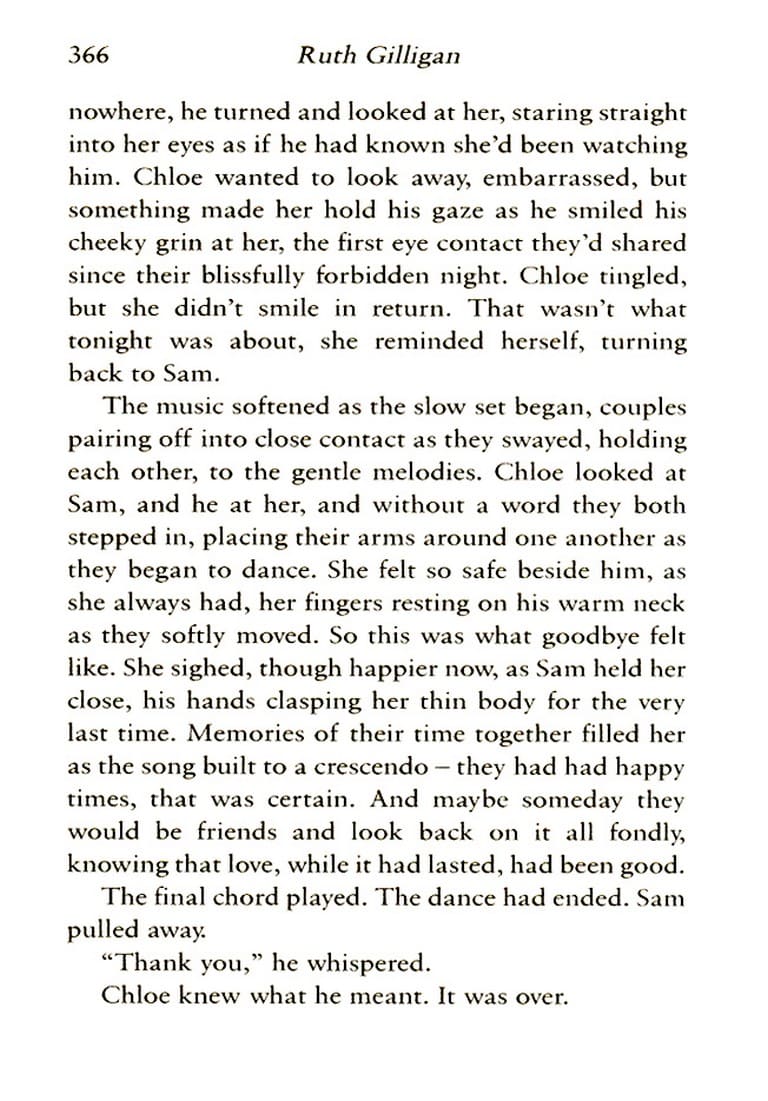 366 Ruth Gilligan
nowhere, he turned and looked at her, staring straight
into her eyes as if he had known she’d been watching
him. Chloe wanted to look away, embarrassed, but
something made her hold his gaze as he smiled his
cheeky grin at her, the first eye contact they’d shared
since their blissfully forbidden night. Chloe tingled,
but she didn’t smile in return. That wasn’t what
tonight was about, she reminded herself, turning
back to Sam.
The music softened as the slow set began, couples
pairing off into close contact as they swayed, holding
each other, to the gentle melodies. Chloe looked at
Sam, and he at her, and without a word they both
stepped in, placing their arms around one another as
they began to dance. She felt so safe beside him, as
she always had, her fingers resting on his warm neck
as they softly moved. So this was what goodbye felt
like. She sighed, though happier now, as Sam held her
close, his hands clasping her thin body for the very
last time. Memories of their time together filled her
as the song built to a crescendo – they had had happy
times, that was certain. And maybe someday they
would be friends and look back on it all fondly,
knowing that love, while it had lasted, had been good.
The final chord played. The dance had ended. Sam
pulled away.
“Thank you,” he whispered.
Chloe knew what he meant. It was over.